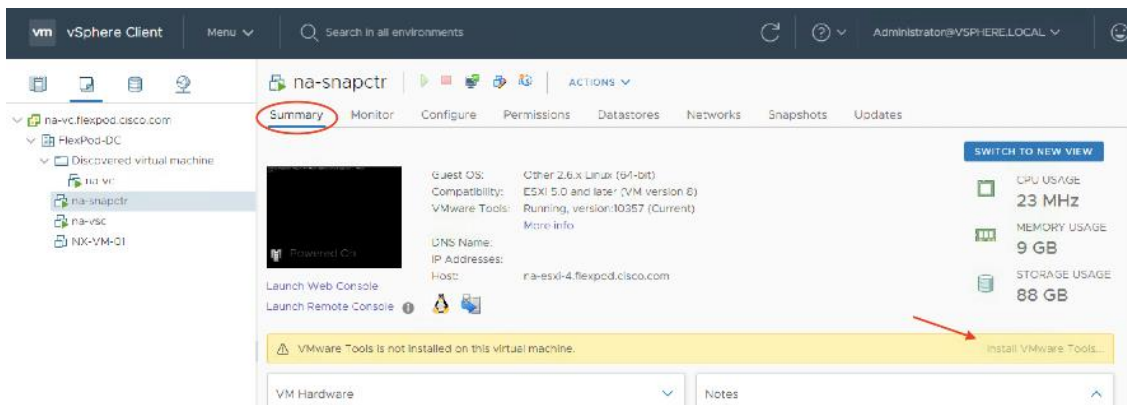 vm vSphere Client Menu Search in all environments Administrator@VSPHERE.LOCAL
na-snapctr ACTIONS
Summary Monitor Configure Permissions Datastores Networks Snapshots Updates
na-vc.flexpod.cisco.com
FlexPod-DC
Discovered virtual machine
na-vc
na-snapctr
na-vsc
NX-VM-01
Powered On
Launch Web Console
Launch Remote Console
Guest OS: Other 2.6.x Linux (64-bit)
Compatibility: ESXi 5.0 and later (VM version 8)
VMware Tools: Running, version:10357 (Current)
More info
DNS Name:
IP Addresses:
Host: na-esxi-4.flexpod.cisco.com
SWITCH TO NEW VIEW
CPU USAGE
23 MHz
MEMORY USAGE
9 GB
STORAGE USAGE
88 GB
VMware Tools is not installed on this virtual machine. Install VMware Tools...
VM Hardware
Notes